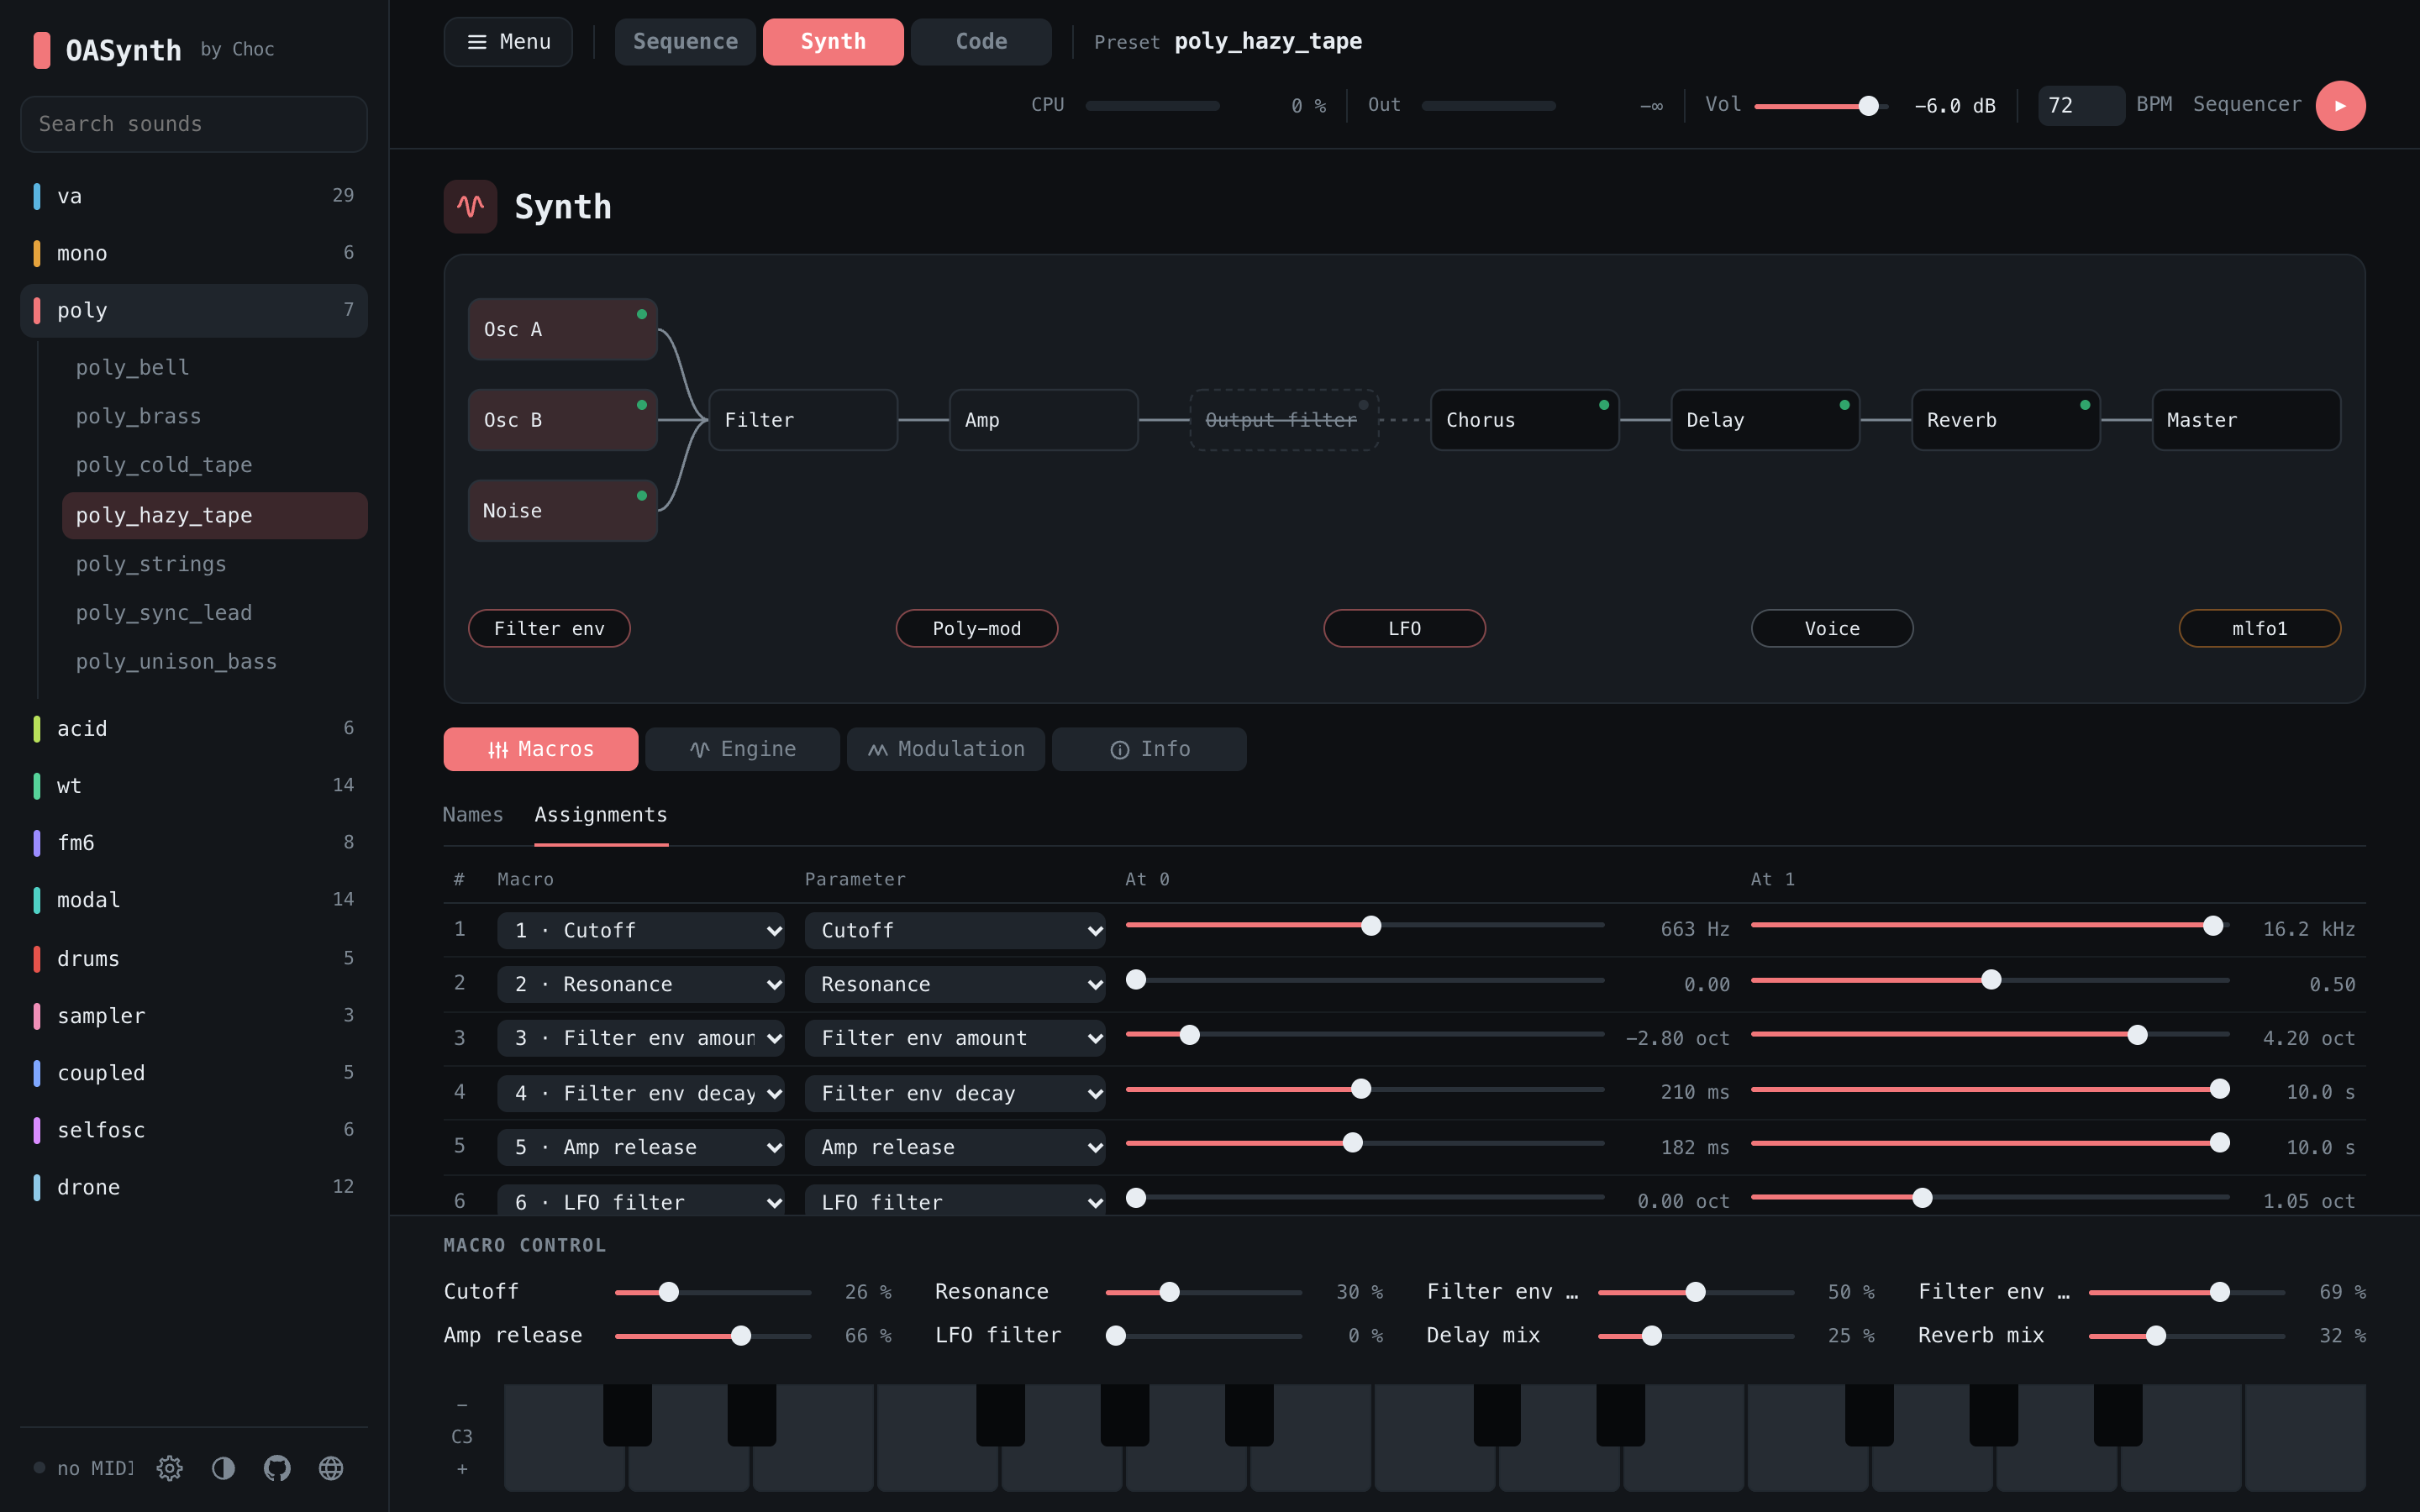 OASynth by Choc
Search sounds
va 29
mono 6
poly 7
poly_bell
poly_brass
poly_cold_tape
poly_hazy_tape
poly_strings
poly_sync_lead
poly_unison_bass
acid 6
wt 14
fm6 8
modal 14
drums 5
sampler 3
coupled 5
selfosc 6
drone 12
no MIDI
Menu Sequence Synth Code Preset poly_hazy_tape
CPU 0 % Out −∞ Vol −6.0 dB 72 BPM Sequencer
Synth
Osc A
Osc B Filter Amp Output filter Chorus Delay Reverb Master
Noise
Filter env Poly−mod LFO Voice mlfo1
Macros Engine Modulation Info
Names Assignments
# Macro Parameter At 0 At 1
1 1 · Cutoff Cutoff 663 Hz 16.2 kHz
2 2 · Resonance Resonance 0.00 0.50
3 3 · Filter env amoun Filter env amount −2.80 oct 4.20 oct
4 4 · Filter env decay Filter env decay 210 ms 10.0 s
5 5 · Amp release Amp release 182 ms 10.0 s
6 6 · LFO filter LFO filter 0.00 oct 1.05 oct
MACRO CONTROL
Cutoff 26 % Resonance 30 % Filter env … 50 % Filter env … 69 %
Amp release 66 % LFO filter 0 % Delay mix 25 % Reverb mix 32 %
−
C3
+